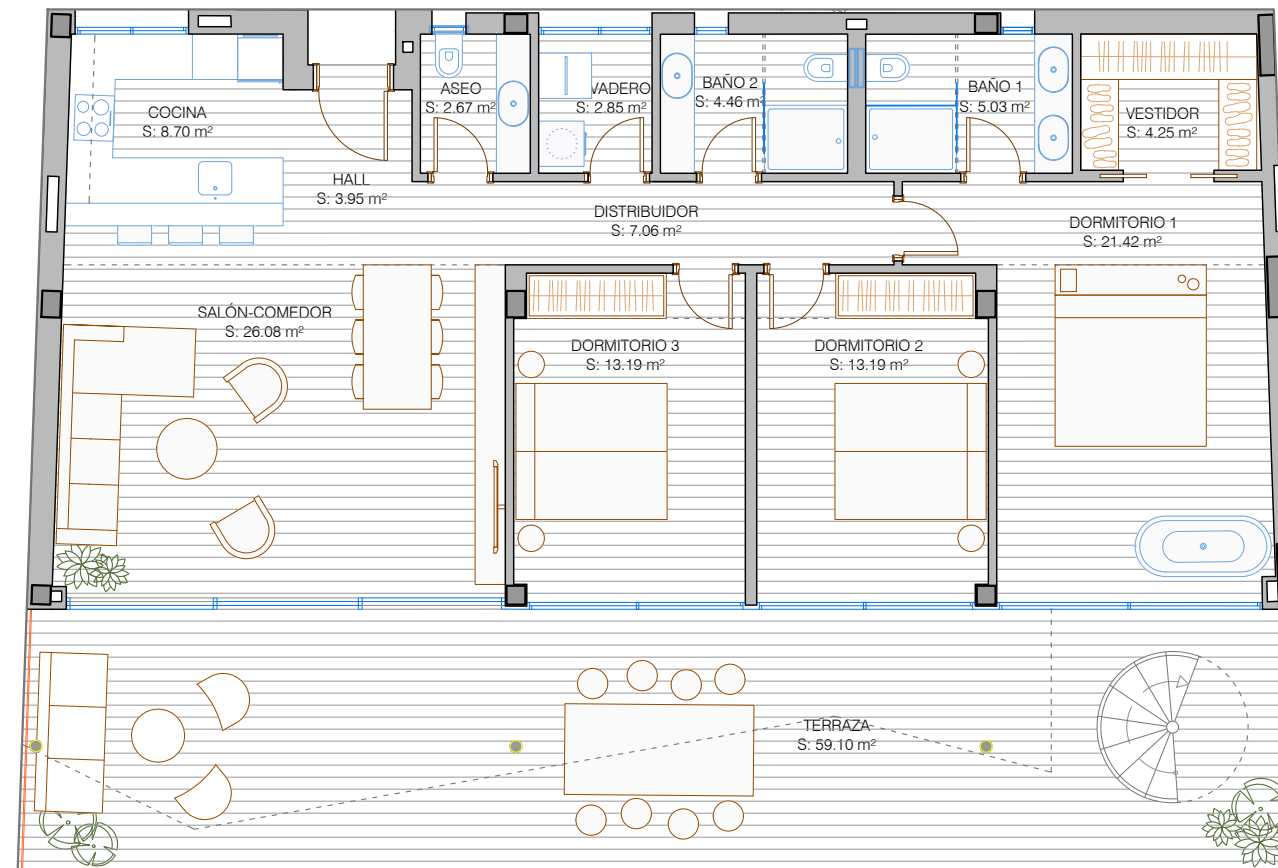 COCINA
S: 8.70 m²
ASEO
S: 2.67 m²
VADERO
S: 2.85 m²
BAÑO 2
S: 4.46 m²
BAÑO 1
S: 5.03 m²
VESTIDOR
S: 4.25 m²
HALL
S: 3.95 m²
DISTRIBUIDOR
S: 7.06 m²
DORMITORIO 1
S: 21.42 m²
SALÓN-COMEDOR
S: 26.08 m²
DORMITORIO 3
S: 13.19 m²
DORMITORIO 2
S: 13.19 m²
TERRAZA
S: 59.10 m²